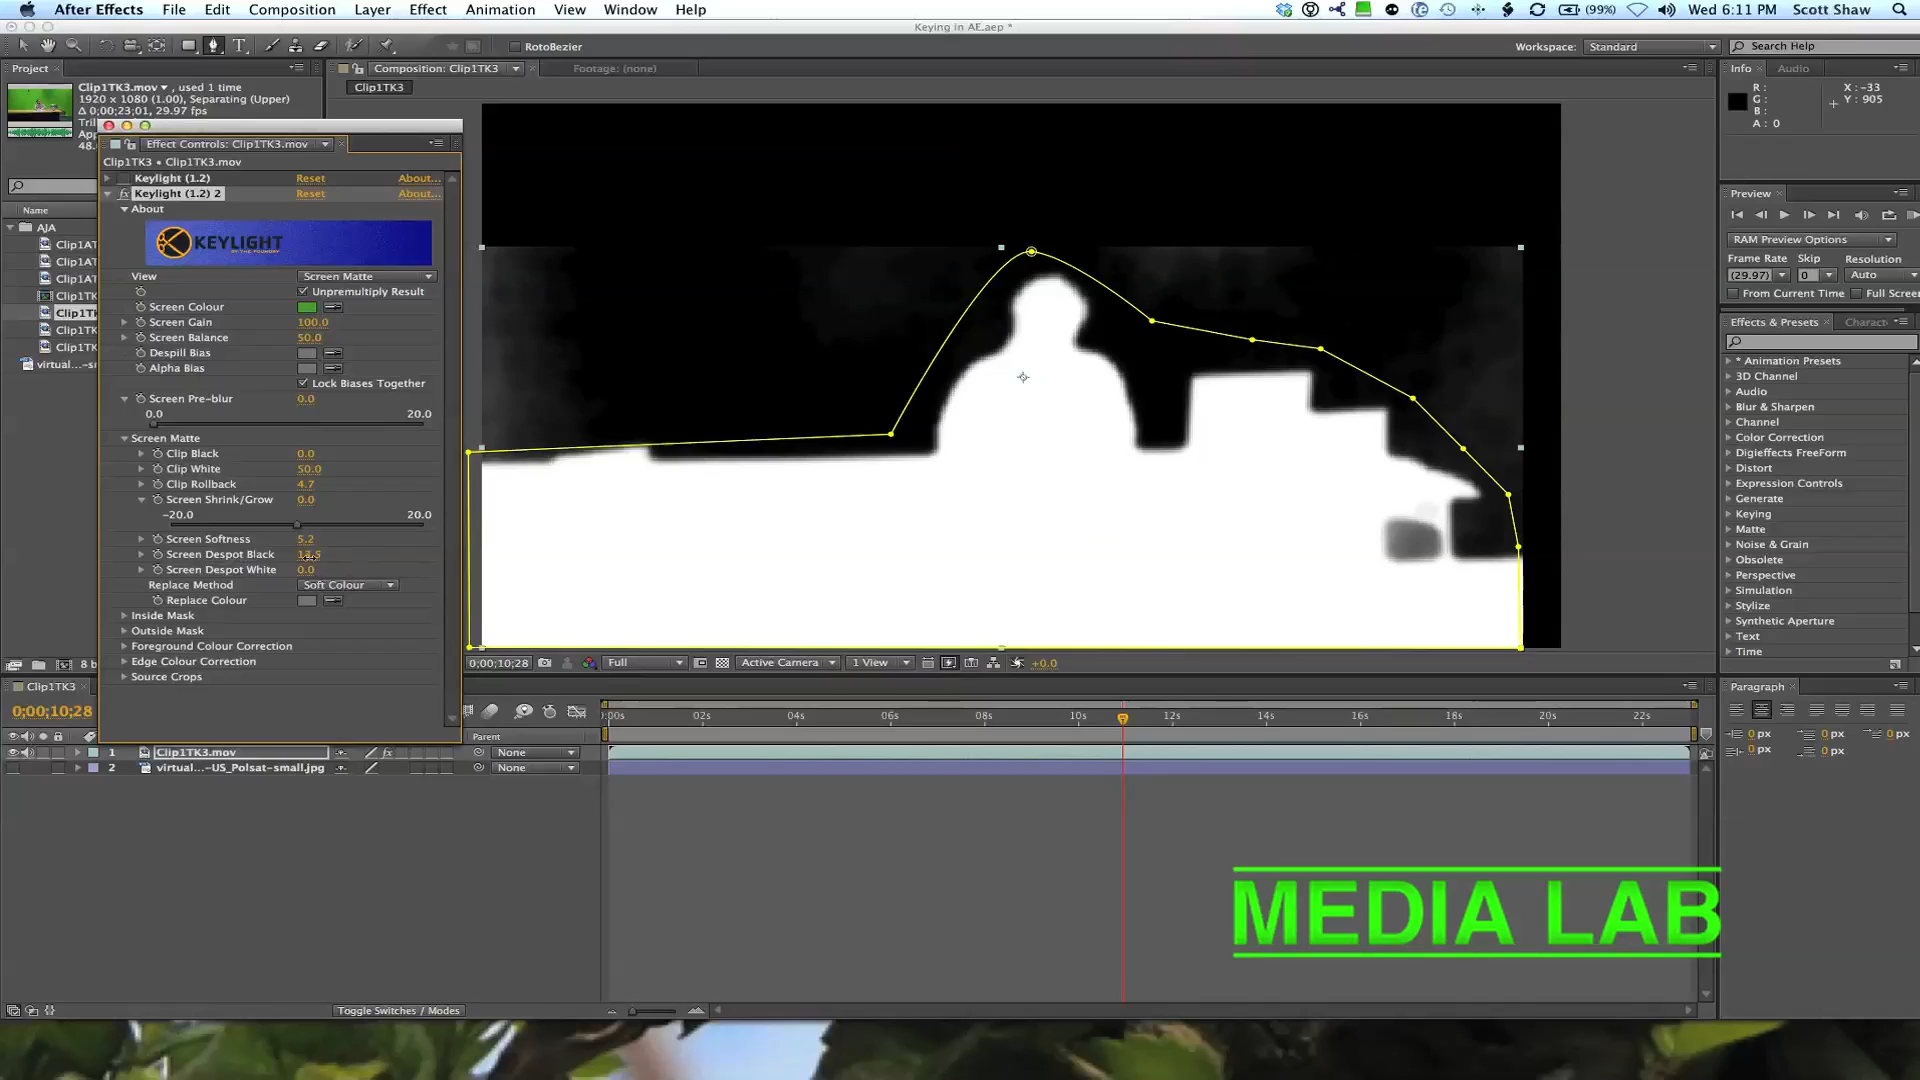 After Effects File Edit Composition Layer Effect Animation View Window Help (99%) Wed 6:11 PM Scott Shaw
Keying in AE.aep *
RotoBezier Workspace: Standard Search Help
Project Composition: Clip1TK3 Footage: (none) Info Audio
Clip1TK3.mov , used 1 time
1920 x 1080 (1.00), Separating (Upper)
Δ 0;00;23;01, 29.97 fps
Clip1TK3
R :
G :
B :
A : 0
X : -33
Y : 905
Effect Controls: Clip1TK3.mov
Clip1TK3 • Clip1TK3.mov
Keylight (1.2) Reset About...
Keylight (1.2) 2 Reset About...
About
KEYLIGHT
BY THE FOUNDRY
View Screen Matte
Unpremultiply Result
Screen Colour
Screen Gain 100.0
Screen Balance 50.0
Despill Bias
Alpha Bias
Lock Biases Together
Screen Pre-blur 0.0
0.0 20.0
Screen Matte
Clip Black 0.0
Clip White 50.0
Clip Rollback 4.7
Screen Shrink/Grow 0.0
-20.0 20.0
Screen Softness 5.2
Screen Despot Black
Screen Despot White 0.0
Replace Method Soft Colour
Replace Colour
Inside Mask
Outside Mask
Foreground Colour Correction
Edge Colour Correction
Source Crops
Name
AJA
Clip1AT
Clip1AT
Clip1AT
Clip1TK
Clip1TK
Clip1TK
Clip1TK
virtual...-s
8 b
Preview
RAM Preview Options
Frame Rate Skip Resolution
(29.97) 0 Auto
From Current Time Full Screen
Effects & Presets Charact
* Animation Presets
3D Channel
Audio
Blur & Sharpen
Channel
Color Correction
Digieffects FreeForm
Distort
Expression Controls
Generate
Keying
Matte
Noise & Grain
Obsolete
Perspective
Simulation
Stylize
Synthetic Aperture
Text
Time
0;00;10;28 Full Active Camera 1 View +0.0
Clip1TK3
0;00;10;28
:00s 02s 04s 06s 08s 10s 12s 14s 16s 18s 20s 22s
Parent
1 Clip1TK3.mov fx None
2 virtual...-US_Polsat-small.jpg None
Paragraph
0 px 0 px 0 px
0 px 0 px
MEDIA LAB
Toggle Switches / Modes